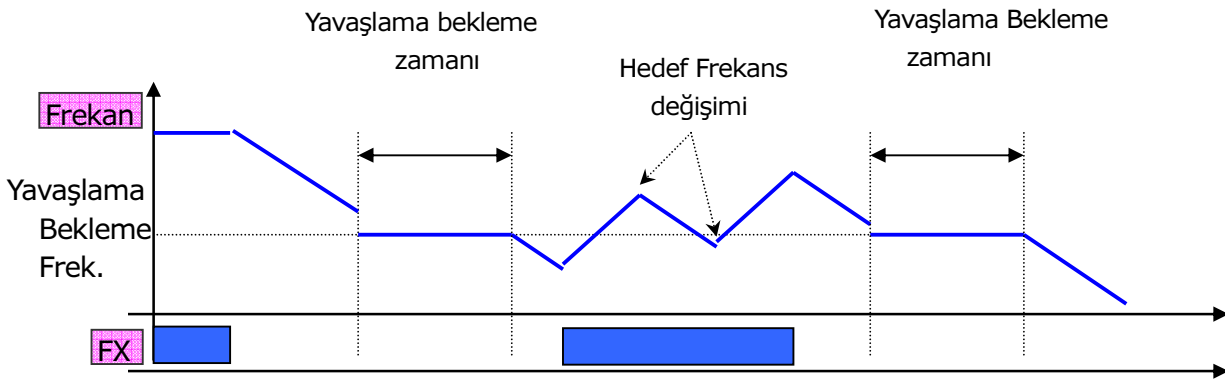 Yavaşlama bekleme
zamanı
Yavaşlama Bekleme
zamanı
Hedef Frekans
değişimi
Frekan
Yavaşlama
Bekleme
Frek.
FX